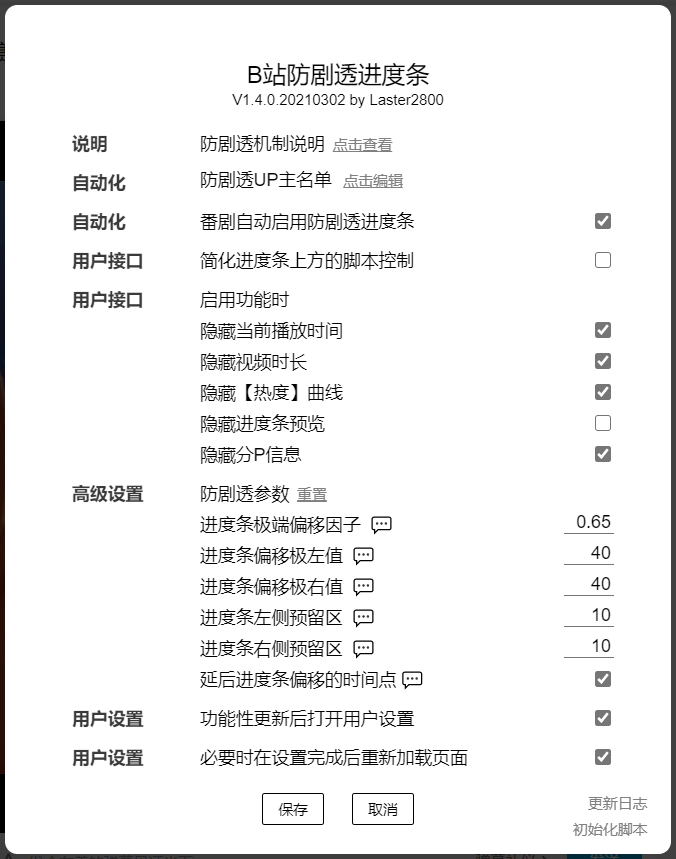 B站防剧透进度条
V1.4.0.20210302 by Laster2800
说明 防剧透机制说明 点击查看
自动化 防剧透UP主名单 点击编辑
自动化 番剧自动启用防剧透进度条
用户接口 简化进度条上方的脚本控制
用户接口 启用功能时
隐藏当前播放时间
隐藏视频时长
隐藏【热度】曲线
隐藏进度条预览
隐藏分P信息
高级设置 防剧透参数 重置
进度条极端偏移因子 0.65
进度条偏移极左值 40
进度条偏移极右值 40
进度条左侧预留区 10
进度条右侧预留区 10
延后进度条偏移的时间点
用户设置 功能性更新后打开用户设置
用户设置 必要时在设置完成后重新加载页面
保存 取消
更新日志
初始化脚本